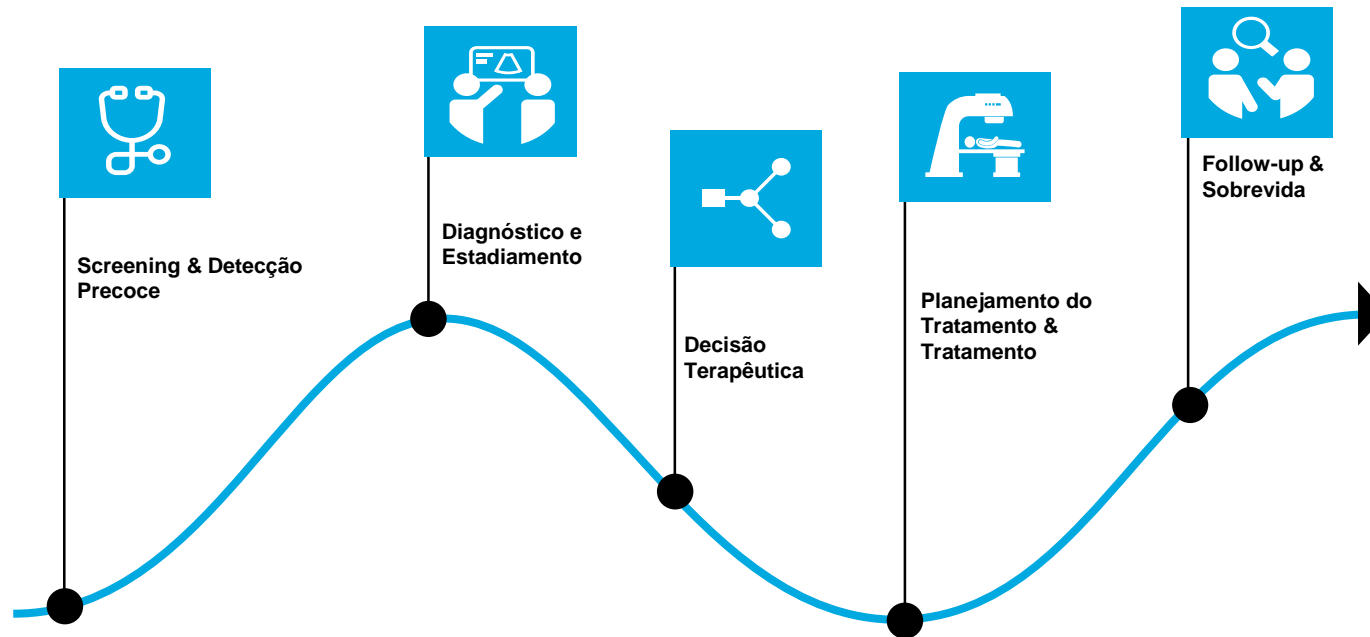 Screening & Detecção
Precoce
Diagnóstico e
Estadiamento
Decisão
Terapêutica
Planejamento do
Tratamento &
Tratamento
Follow-up &
Sobrevida